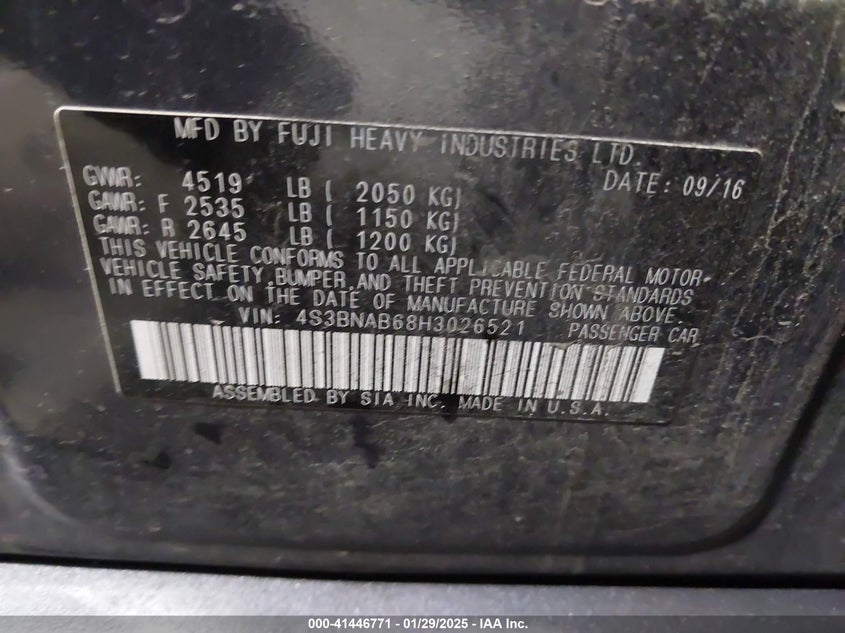 MFD BY FUJI HEAVY INDUSTRIES LTD.
GVWR: 4519 LB ( 2050 KG) DATE: 09/16
GAWR: F 2535 LB ( 1150 KG)
GAWR: R 2645 LB ( 1200 KG)
THIS VEHICLE CONFORMS TO ALL APPLICABLE FEDERAL MOTOR-
VEHICLE SAFETY, BUMPER, AND THEFT PREVENTION STANDARDS
IN EFFECT ON THE DATE OF MANUFACTURE SHOWN ABOVE.
VIN: 4S3BNAB68H3026521 PASSENGER CAR
ASSEMBLED BY SIA INC. MADE IN U.S.A.
000-41446771 - 01/29/2025 - IAA Inc.